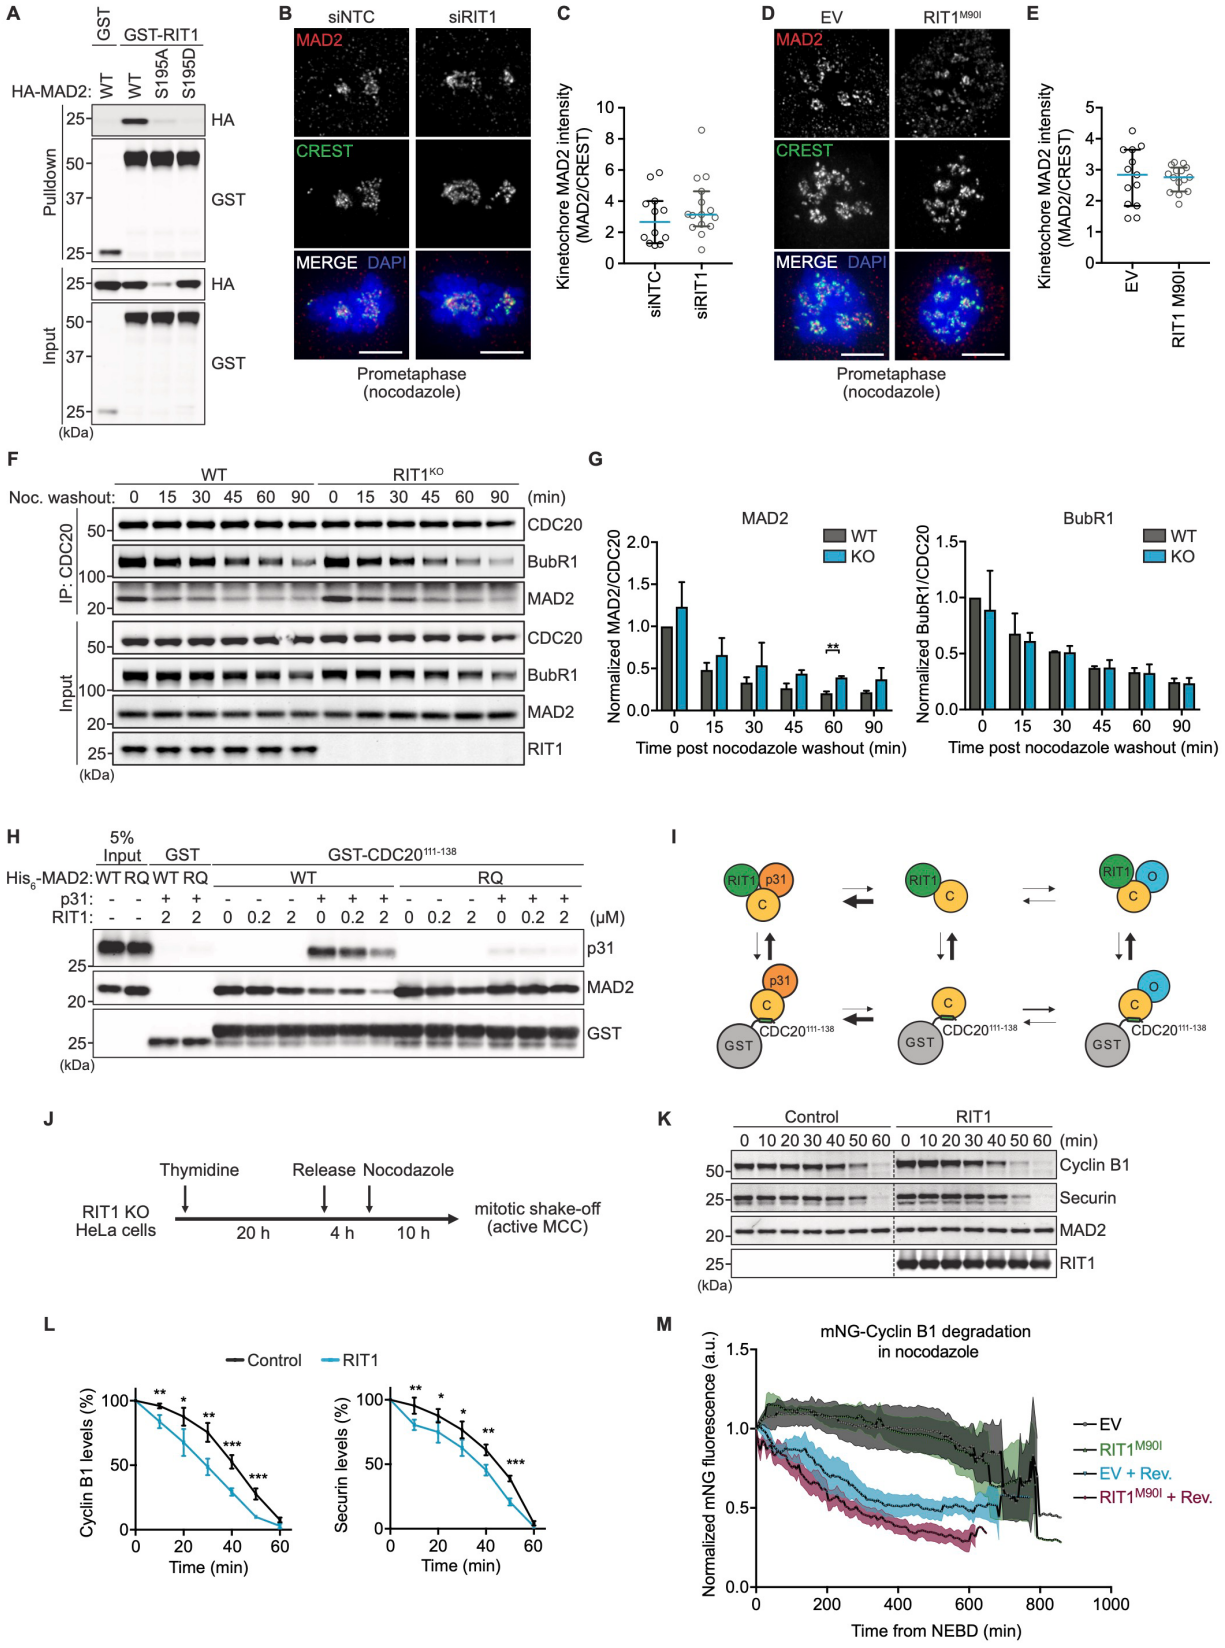 A
GST
GST-RIT1
HA-MAD2:
WT
WT
S195A
S195D
Pulldown
25
HA
50
37
GST
25
Input
25
HA
50
37
GST
25
(kDa)
B
siNTC
siRIT1
MAD2
CREST
MERGE DAPI
Prometaphase
(nocodazole)
C
Kinetochore MAD2 intensity
(MAD2/CREST)
10
8
6
4
2
0
siNTC
siRIT1
D
EV
RIT1M90I
MAD2
CREST
MERGE DAPI
Prometaphase
(nocodazole)
E
Kinetochore MAD2 intensity
(MAD2/CREST)
5
4
3
2
1
0
EV
RIT1 M90I
F
WT
RIT1KO
Noc. washout: 0 15 30 45 60 90 0 15 30 45 60 90 (min)
IP: CDC20
50
CDC20
BubR1
100
MAD2
20
Input
CDC20
50
BubR1
100
MAD2
20
25
RIT1
(kDa)
G
MAD2
WT
KO
Normalized MAD2/CDC20
2.0
1.5
1.0
0.5
0.0
**
0 15 30 45 60 90
Time post nocodazole washout (min)
BubR1
WT
KO
Normalized BubR1/CDC20
1.5
1.0
0.5
0.0
0 15 30 45 60 90
Time post nocodazole washout (min)
H
5%
Input
GST
GST-CDC20111-138
His6-MAD2: WT RQ WT RQ WT RQ
p31: - - + + - - - + + + - - - + + +
RIT1: - - 2 2 0 0.2 2 0 0.2 2 0 0.2 2 0 0.2 2 (µM)
p31
25
MAD2
20
GST
25
(kDa)
I
RIT1 p31 C
RIT1 C
RIT1 O C
p31 C CDC20111-138 GST
C CDC20111-138 GST
O C CDC20111-138 GST
J
Thymidine
Release
Nocodazole
RIT1 KO
HeLa cells
20 h
4 h
10 h
mitotic shake-off
(active MCC)
K
Control
RIT1
0 10 20 30 40 50 60 0 10 20 30 40 50 60 (min)
50
Cyclin B1
25
Securin
20
MAD2
25
RIT1
(kDa)
L
Control
RIT1
Cyclin B1 levels (%)
100
50
0
** * ** *** ***
0 20 40 60
Time (min)
Securin levels (%)
100
50
0
** * * ** ***
0 20 40 60
Time (min)
M
mNG-Cyclin B1 degradation
in nocodazole
Normalized mNG fluorescence (a.u.)
1.5
1.0
0.5
0.0
0 200 400 600 800 1000
Time from NEBD (min)
EV
RIT1M90I
EV + Rev.
RIT1M90I + Rev.